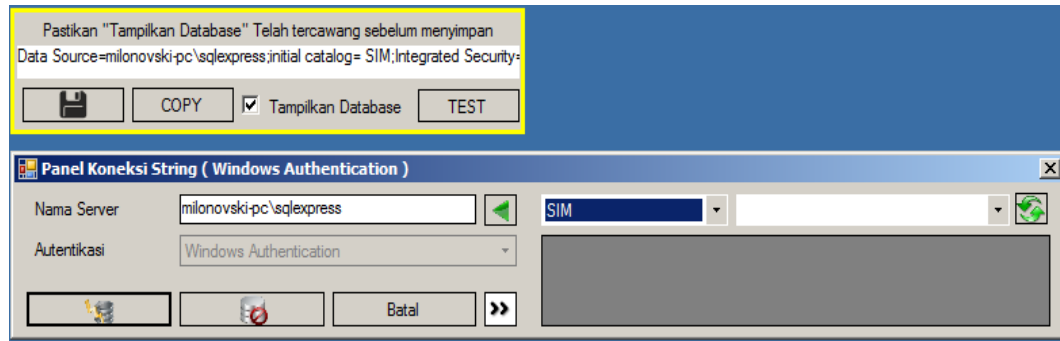 Pastikan "Tampilkan Database" Telah tercawang sebelum menyimpan
Data Source=milonovski-pc\sqlexpress;initial catalog= SIM;Integrated Security=
COPY Tampilkan Database TEST
Panel Koneksi String ( Windows Authentication )
Nama Server milonovski-pc\sqlexpress SIM
Autentikasi Windows Authentication
Batal >>